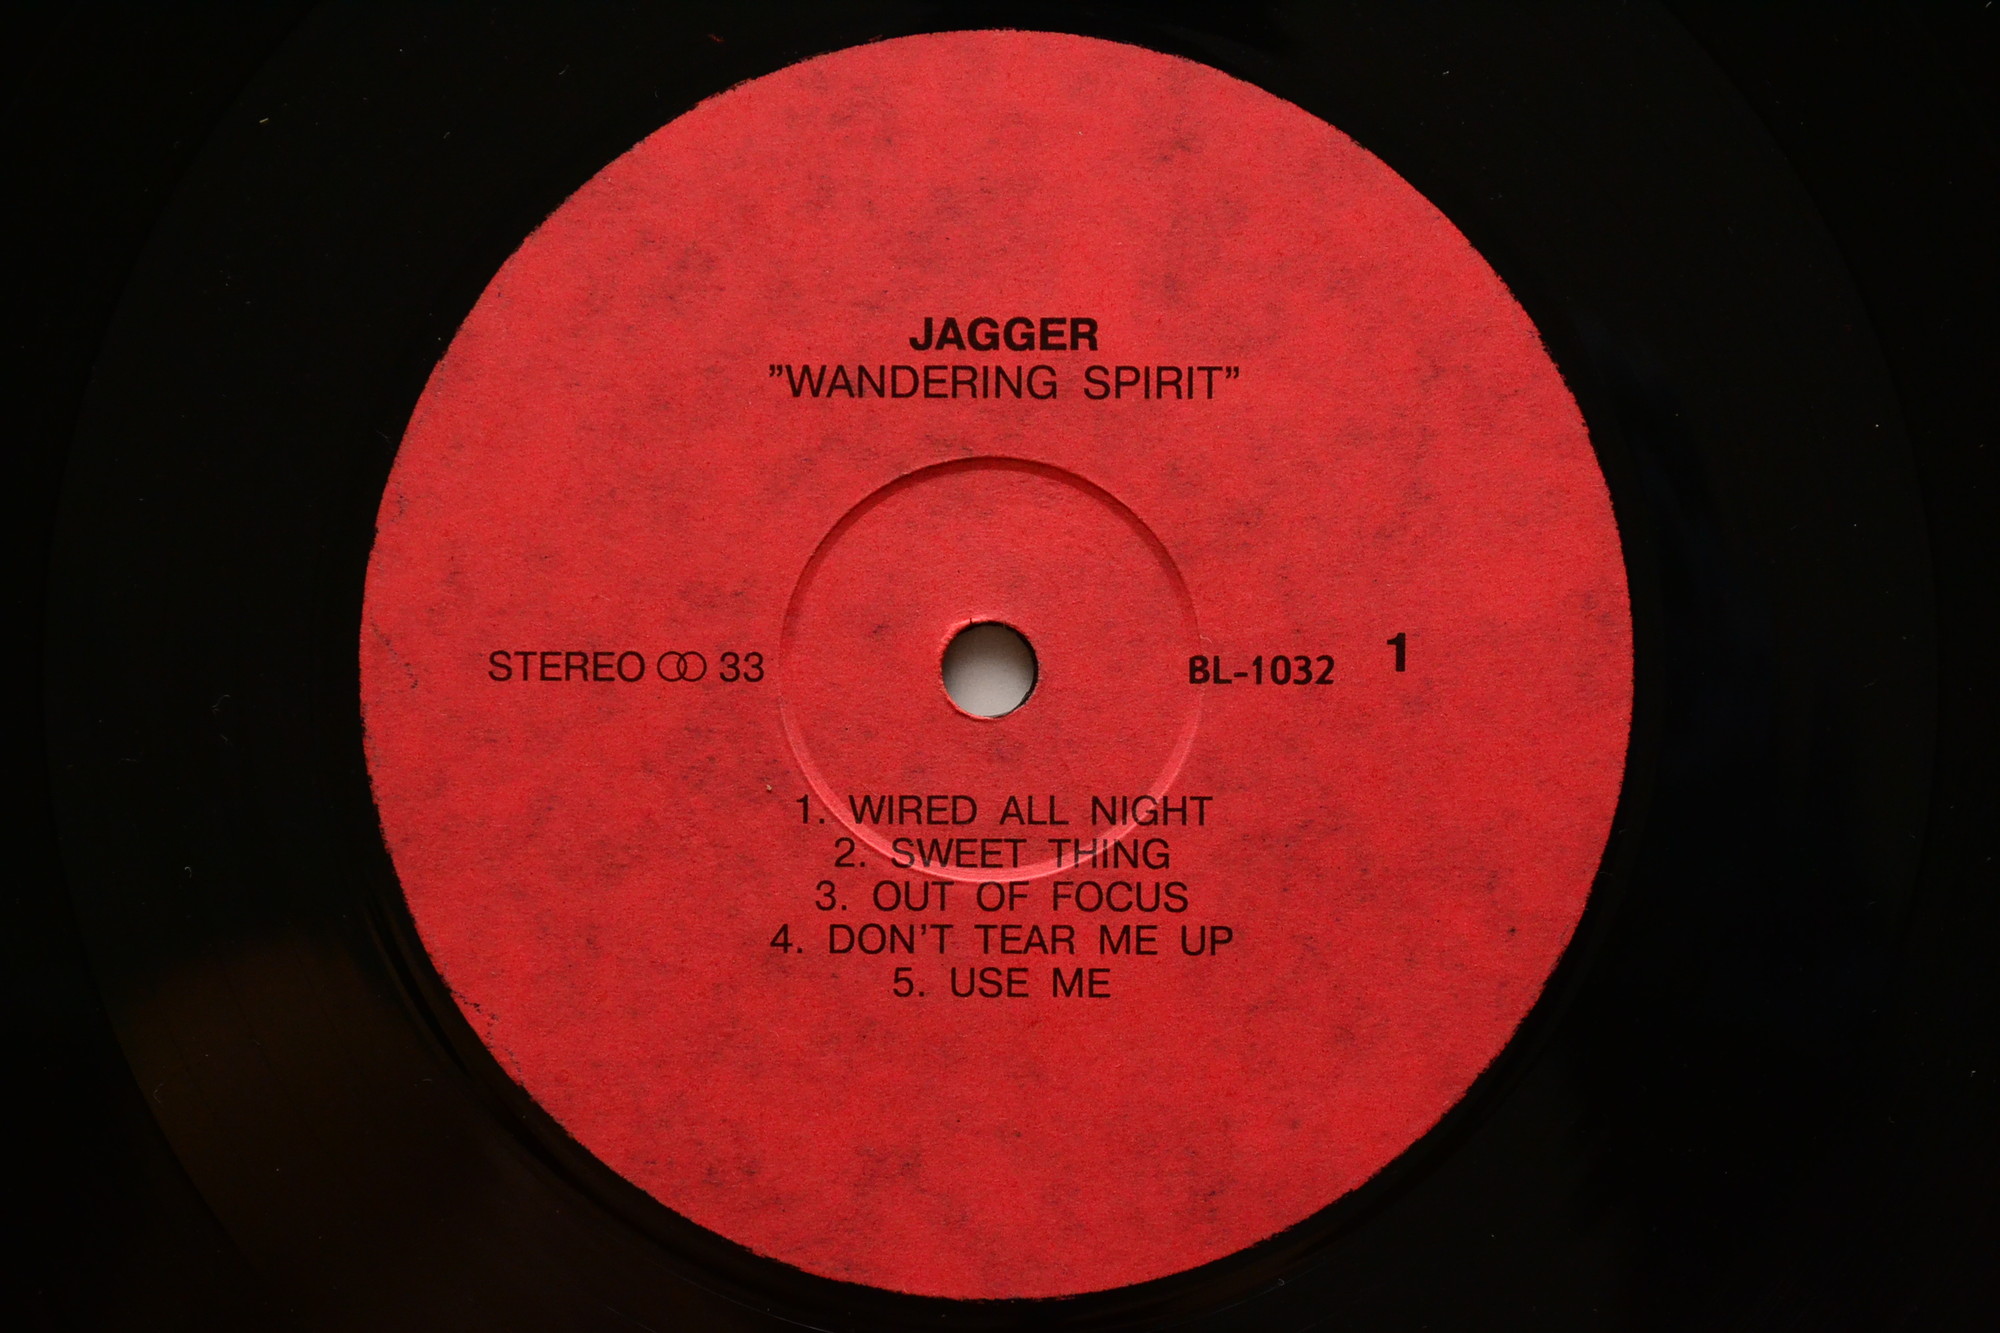 JAGGER
”WANDERING SPIRIT”
STEREO 33
BL-1032 1
1. WIRED ALL NIGHT
2. SWEET THING
3. OUT OF FOCUS
4. DON'T TEAR ME UP
5. USE ME